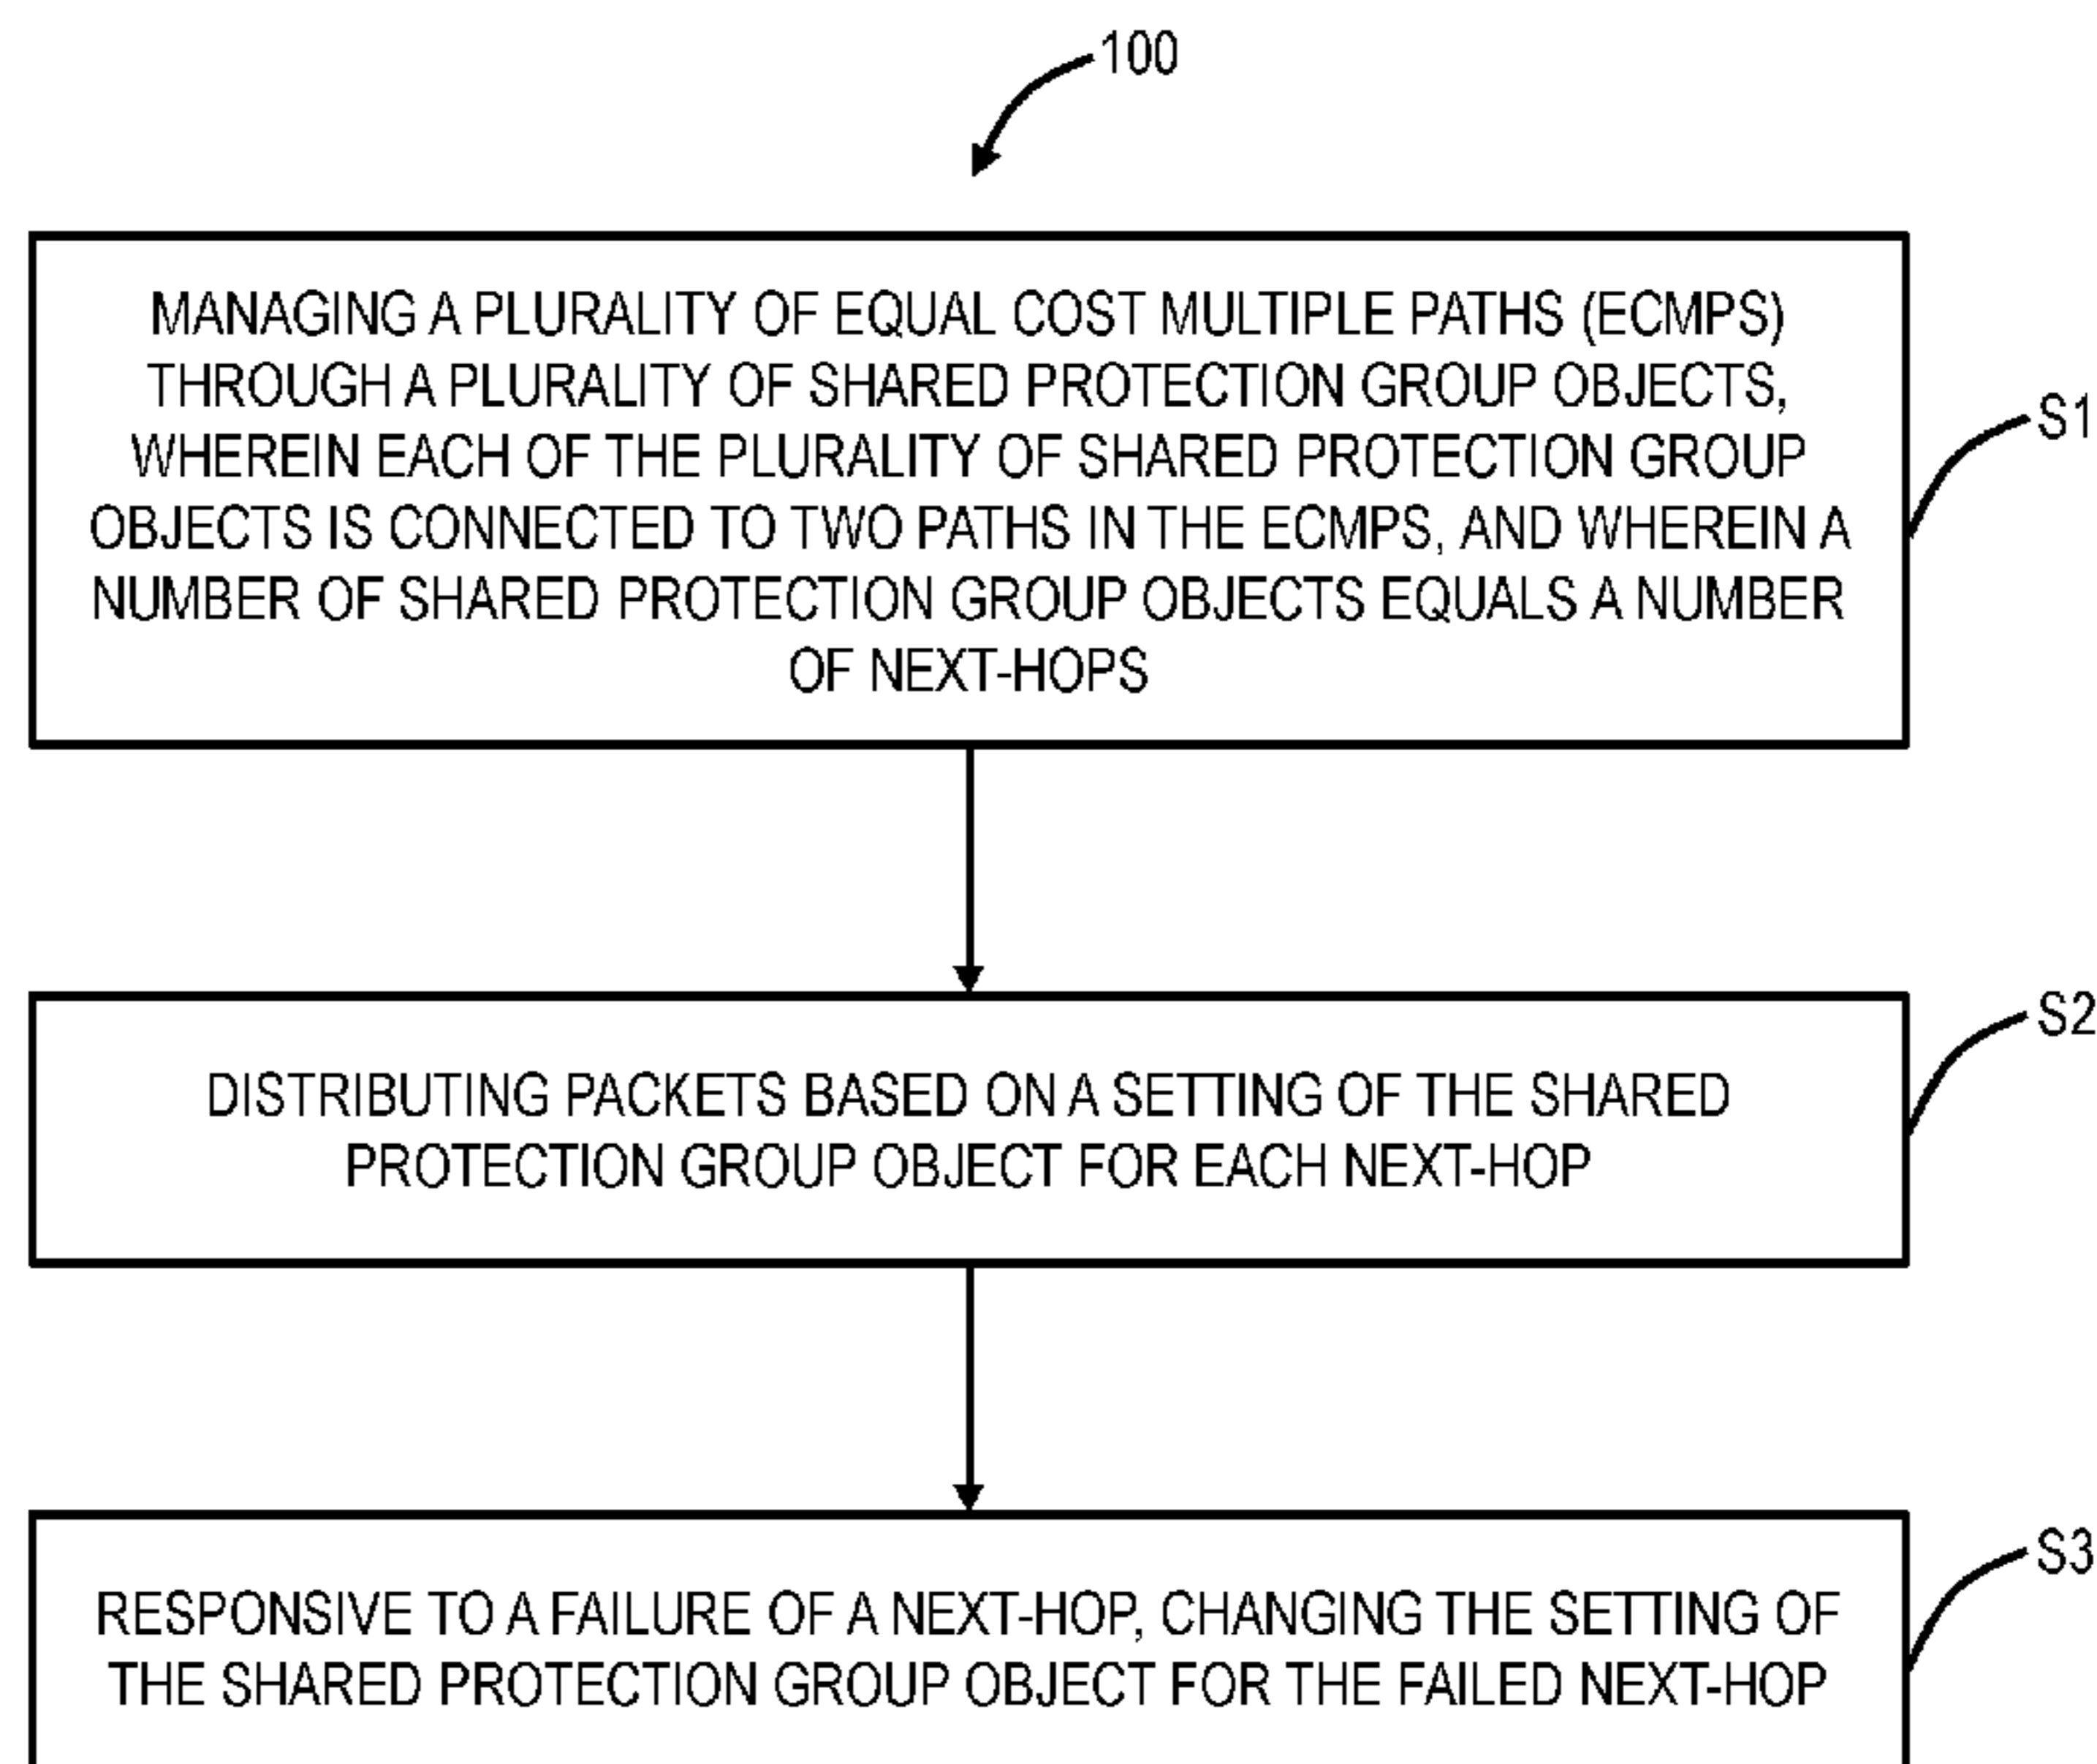 100
MANAGING A PLURALITY OF EQUAL COST MULTIPLE PATHS (ECMPS)
THROUGH A PLURALITY OF SHARED PROTECTION GROUP OBJECTS,
WHEREIN EACH OF THE PLURALITY OF SHARED PROTECTION GROUP
OBJECTS IS CONNECTED TO TWO PATHS IN THE ECMPS, AND WHEREIN A
NUMBER OF SHARED PROTECTION GROUP OBJECTS EQUALS A NUMBER
OF NEXT-HOPS
S1
DISTRIBUTING PACKETS BASED ON A SETTING OF THE SHARED
PROTECTION GROUP OBJECT FOR EACH NEXT-HOP
S2
RESPONSIVE TO A FAILURE OF A NEXT-HOP, CHANGING THE SETTING OF
THE SHARED PROTECTION GROUP OBJECT FOR THE FAILED NEXT-HOP
S3